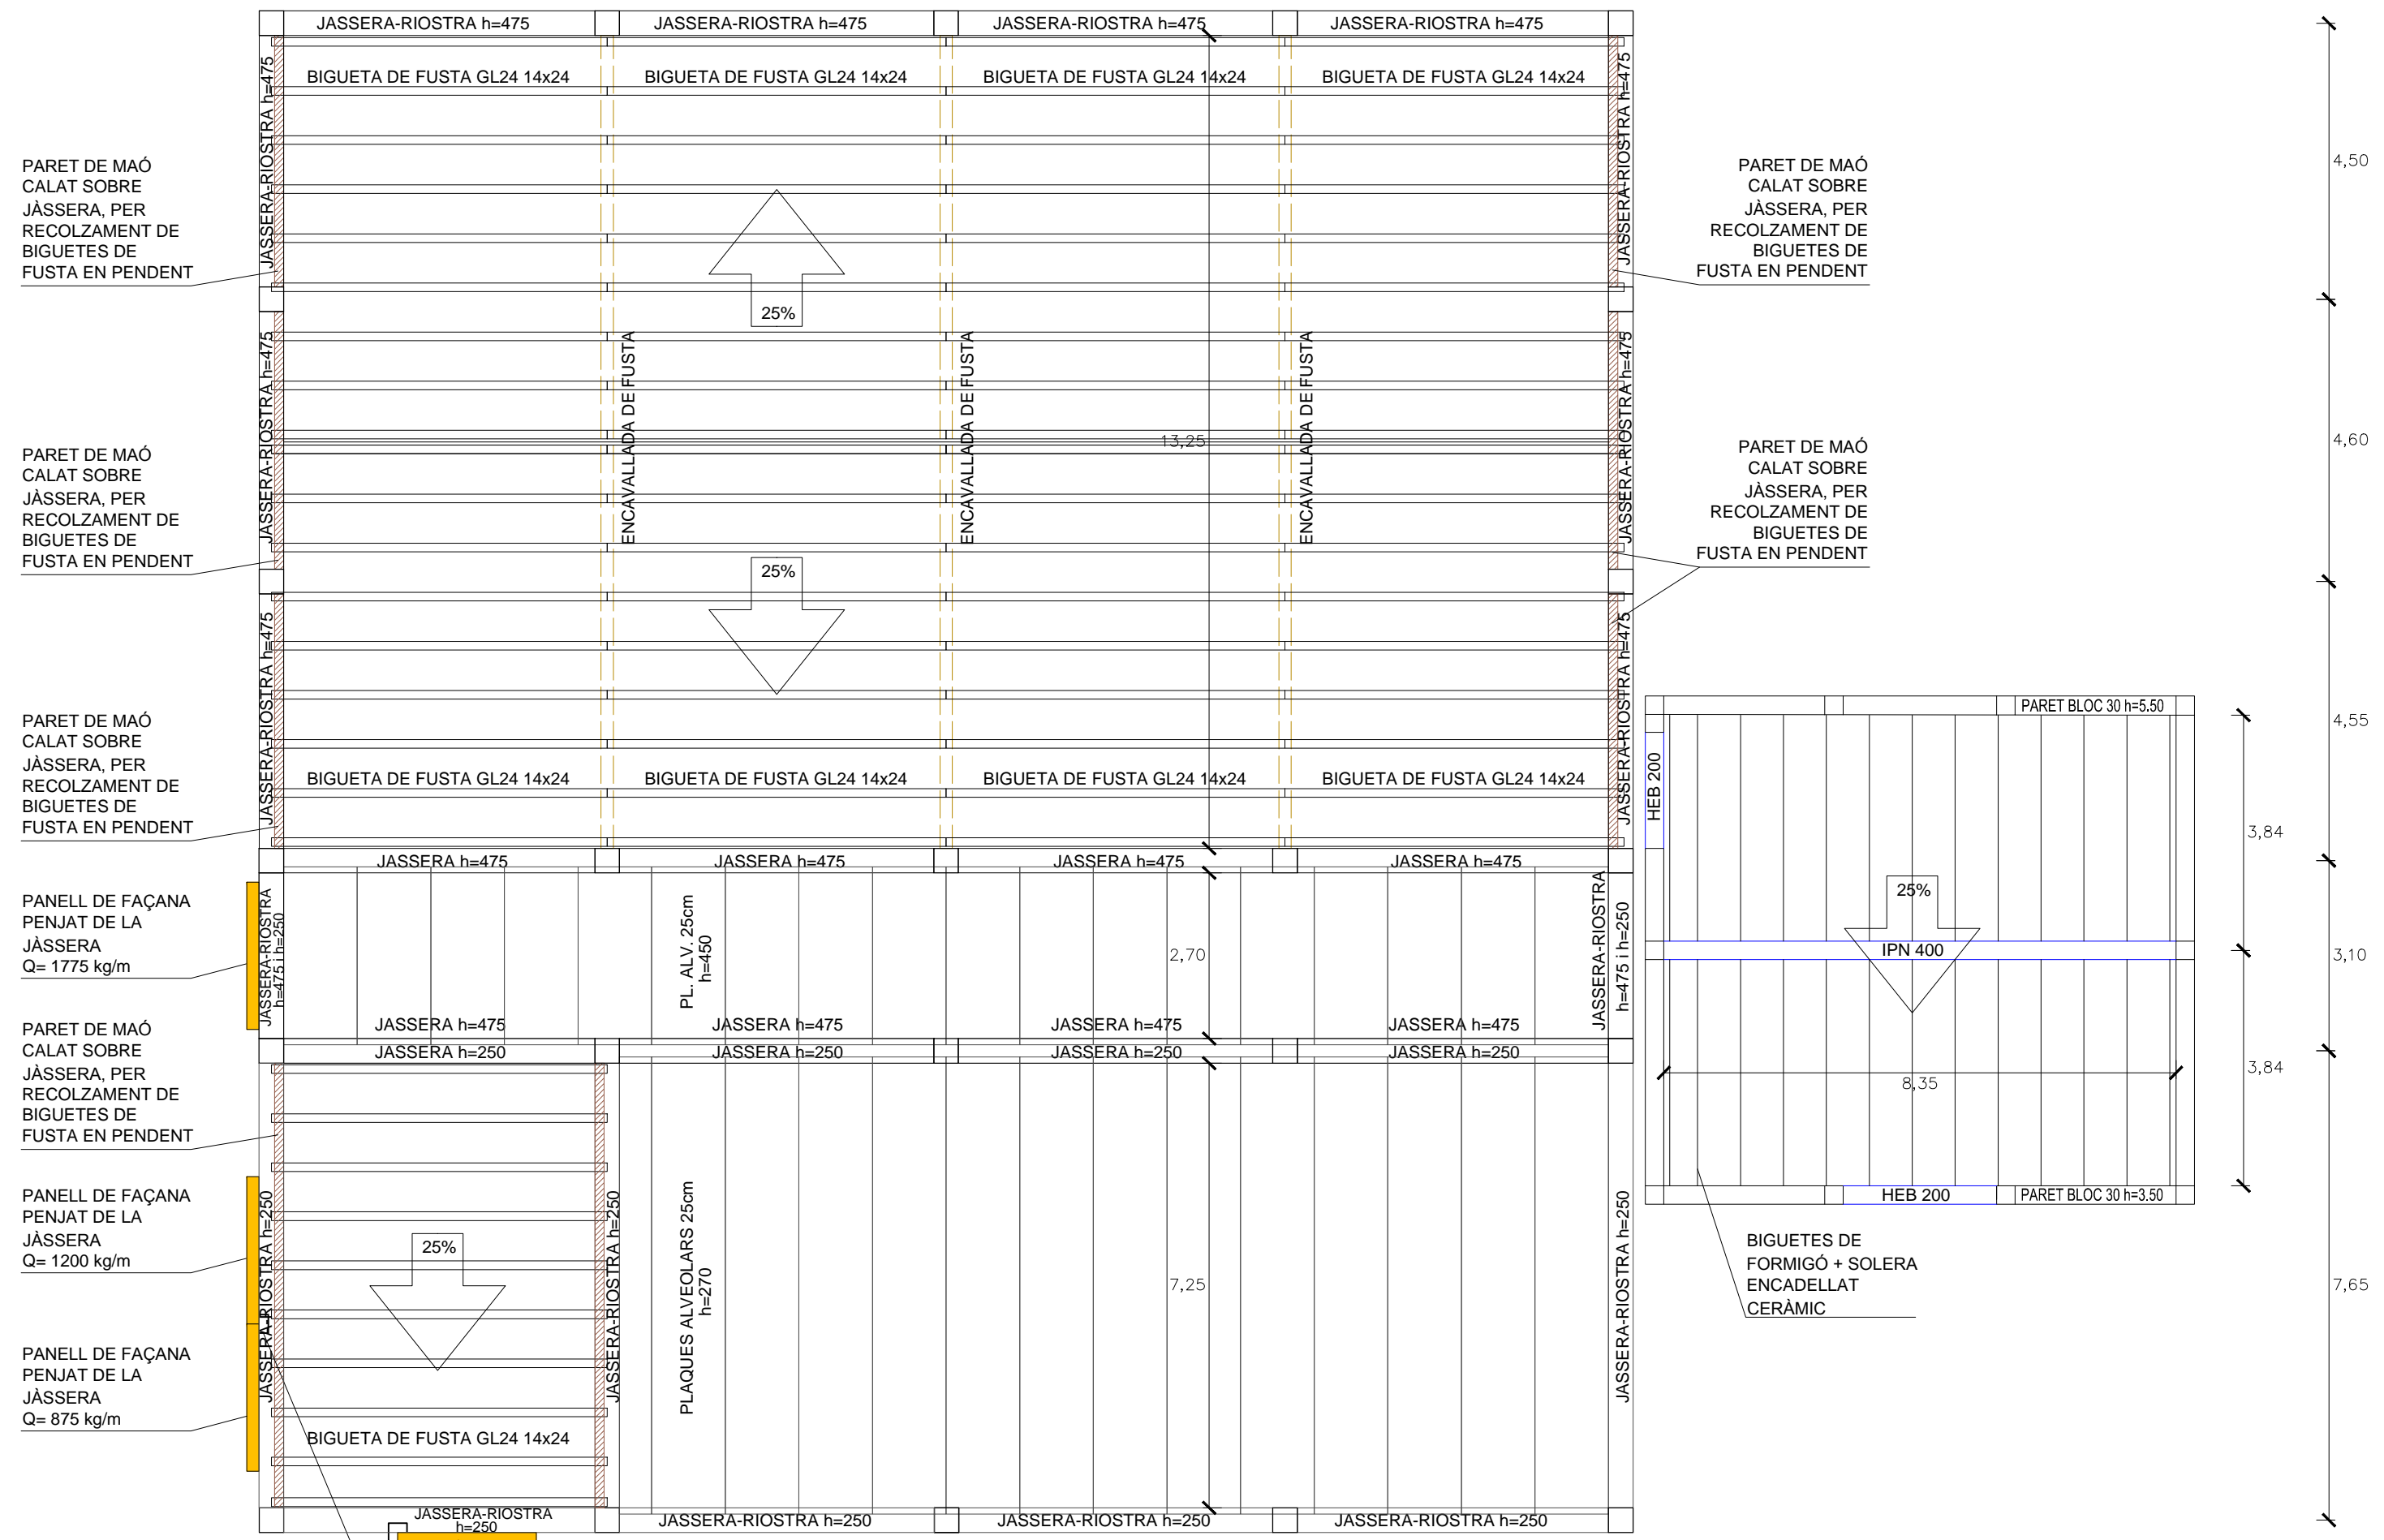 JASSERA-RIOSTRA h=475
JASSERA-RIOSTRA h=475
JASSERA-RIOSTRA h=475
JASSERA-RIOSTRA h=475
BIGUETA DE FUSTA GL24 14x24
BIGUETA DE FUSTA GL24 14x24
BIGUETA DE FUSTA GL24 14x24
BIGUETA DE FUSTA GL24 14x24
JASSERA-RIOSTRA h=475
JASSERA-RIOSTRA h=475
PARET DE MAÓ
CALAT SOBRE
JÀSSERA, PER
RECOLZAMENT DE
BIGUETES DE
FUSTA EN PENDENT
PARET DE MAÓ
CALAT SOBRE
JÀSSERA, PER
RECOLZAMENT DE
BIGUETES DE
FUSTA EN PENDENT
4,50
25%
ENCAVALLADA DE FUSTA
ENCAVALLADA DE FUSTA
ENCAVALLADA DE FUSTA
JASSERA-RIOSTRA h=475
JASSERA-RIOSTRA h=475
13,25
4,60
PARET DE MAÓ
CALAT SOBRE
JÀSSERA, PER
RECOLZAMENT DE
BIGUETES DE
FUSTA EN PENDENT
PARET DE MAÓ
CALAT SOBRE
JÀSSERA, PER
RECOLZAMENT DE
BIGUETES DE
FUSTA EN PENDENT
25%
JASSERA-RIOSTRA h=475
JASSERA-RIOSTRA h=475
PARET DE MAÓ
CALAT SOBRE
JÀSSERA, PER
RECOLZAMENT DE
BIGUETES DE
FUSTA EN PENDENT
BIGUETA DE FUSTA GL24 14x24
BIGUETA DE FUSTA GL24 14x24
BIGUETA DE FUSTA GL24 14x24
BIGUETA DE FUSTA GL24 14x24
PARET BLOC 30 h=5.50
4,55
HEB 200
3,84
JASSERA h=475
JASSERA h=475
JASSERA h=475
JASSERA h=475
PANELL DE FAÇANA
PENJAT DE LA
JÀSSERA
Q= 1775 kg/m
JASSERA-RIOSTRA
h=475 i h=250
PL. ALV. 25cm
h=450
2,70
JASSERA-RIOSTRA
h=475 i h=250
25%
IPN 400
3,10
JASSERA h=475
JASSERA h=475
JASSERA h=475
JASSERA h=475
JASSERA h=250
JASSERA h=250
JASSERA h=250
JASSERA h=250
PARET DE MAÓ
CALAT SOBRE
JÀSSERA, PER
RECOLZAMENT DE
BIGUETES DE
FUSTA EN PENDENT
8,35
3,84
HEB 200
PARET BLOC 30 h=3.50
PANELL DE FAÇANA
PENJAT DE LA
JÀSSERA
Q= 1200 kg/m
JASSERA-RIOSTRA h=250
25%
JASSERA-RIOSTRA h=250
PLAQUES ALVEOLARS 25cm
h=270
7,25
JASSERA-RIOSTRA h=250
BIGUETES DE
FORMIGÓ + SOLERA
ENCADELLAT
CERÀMIC
7,65
PANELL DE FAÇANA
PENJAT DE LA
JÀSSERA
Q= 875 kg/m
BIGUETA DE FUSTA GL24 14x24
JASSERA-RIOSTRA
h=250
JASSERA-RIOSTRA h=250
JASSERA-RIOSTRA h=250
JASSERA-RIOSTRA h=250